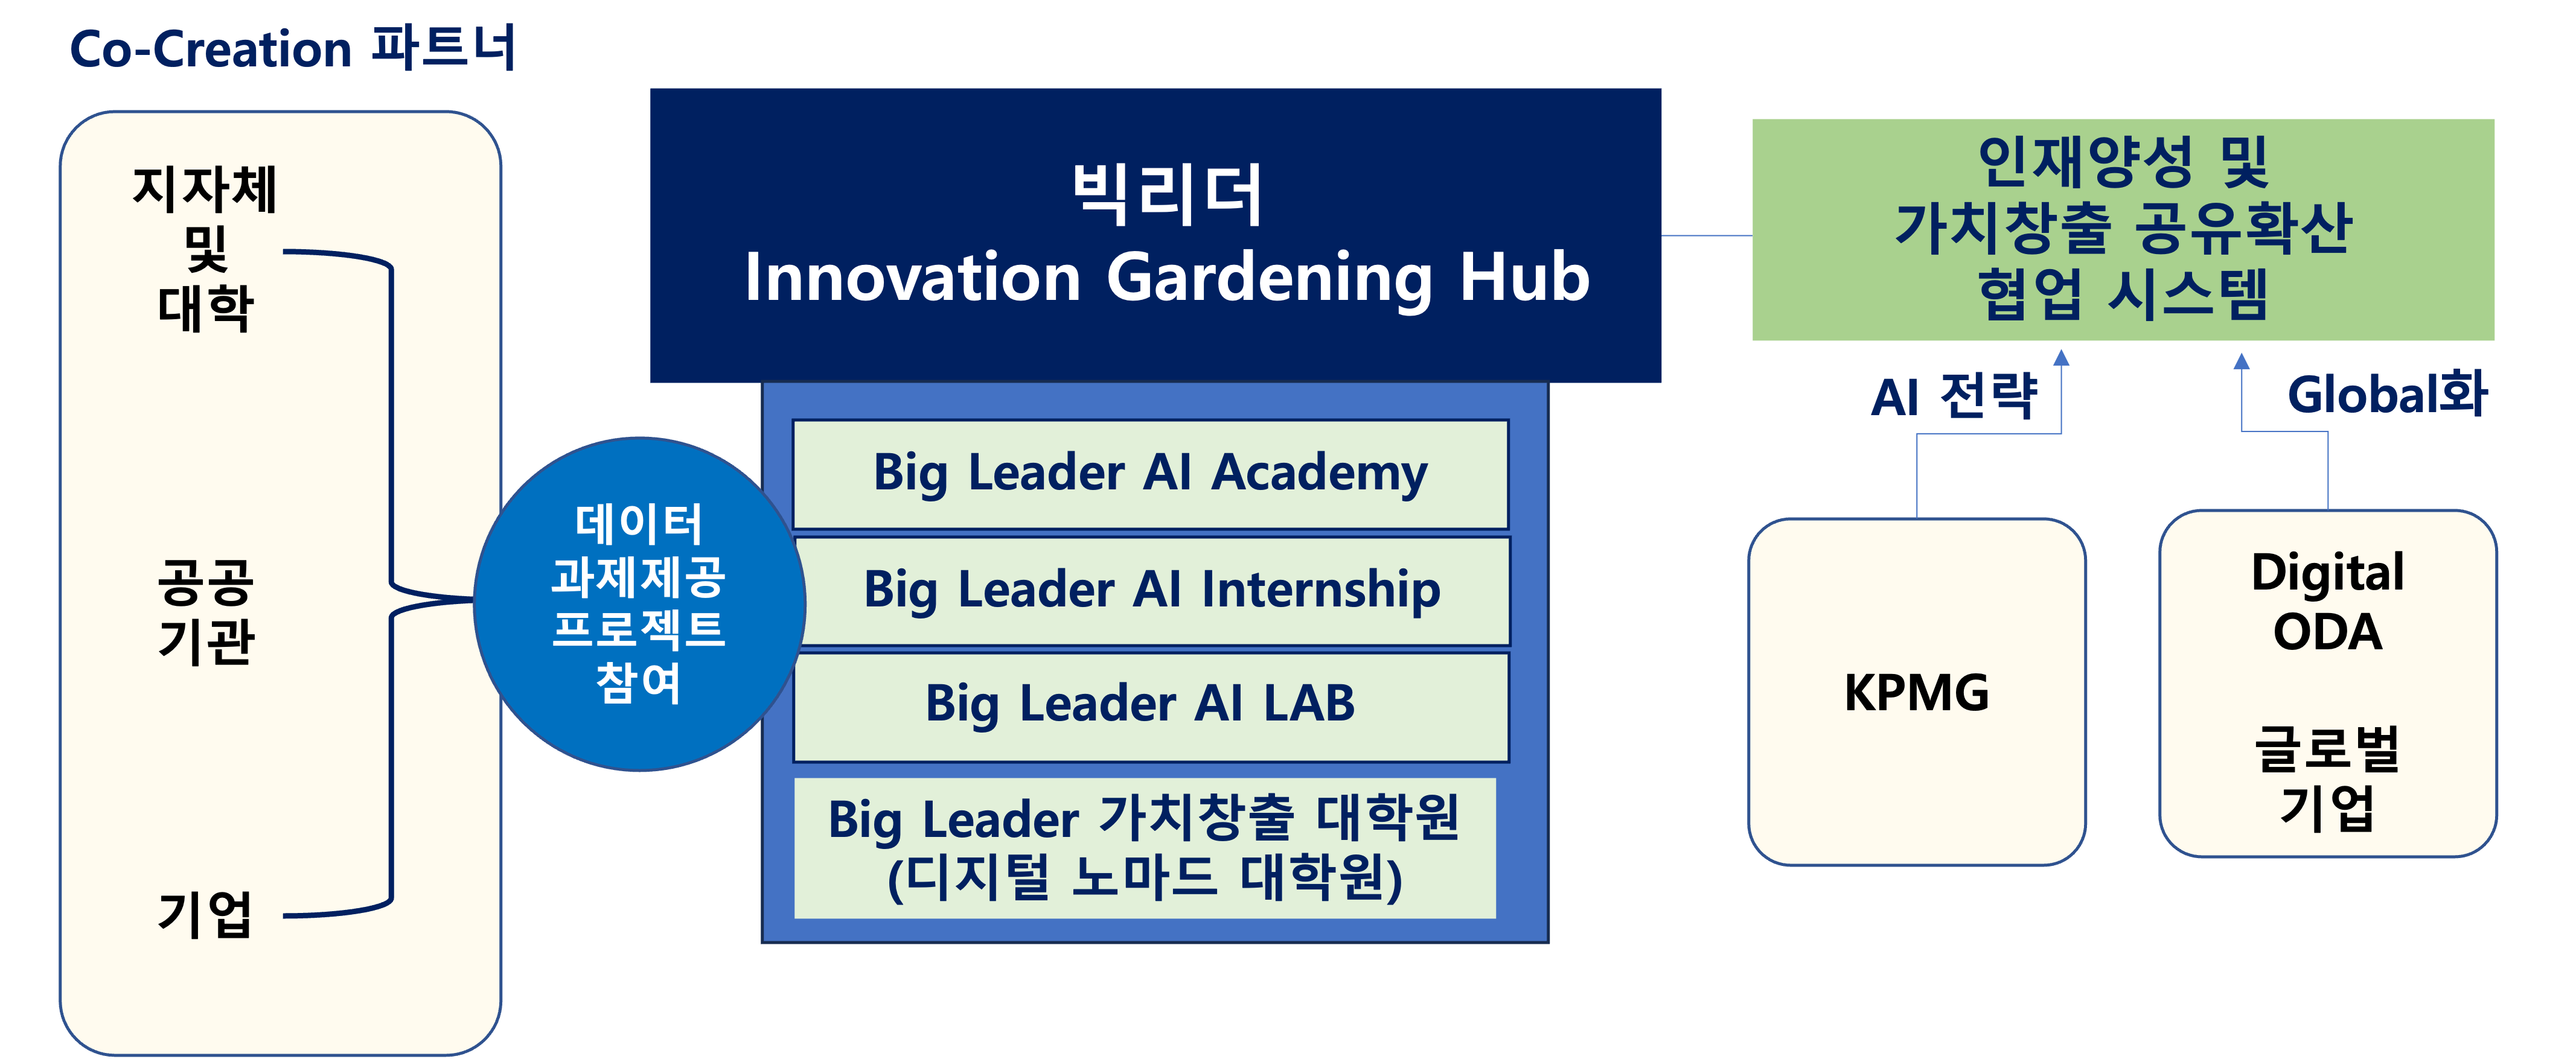 Co-Creation 파트너
지자체
및
대학
공공
기관
기업
데이터
과제제공
프로젝트
참여
빅리더
Innovation Gardening Hub
Big Leader AI Academy
Big Leader AI Internship
Big Leader AI LAB
Big Leader 가치창출 대학원
(디지털 노마드 대학원)
인재양성 및
가치창출 공유확산
협업 시스템
AI 전략
Global화
KPMG
Digital
ODA
글로벌
기업